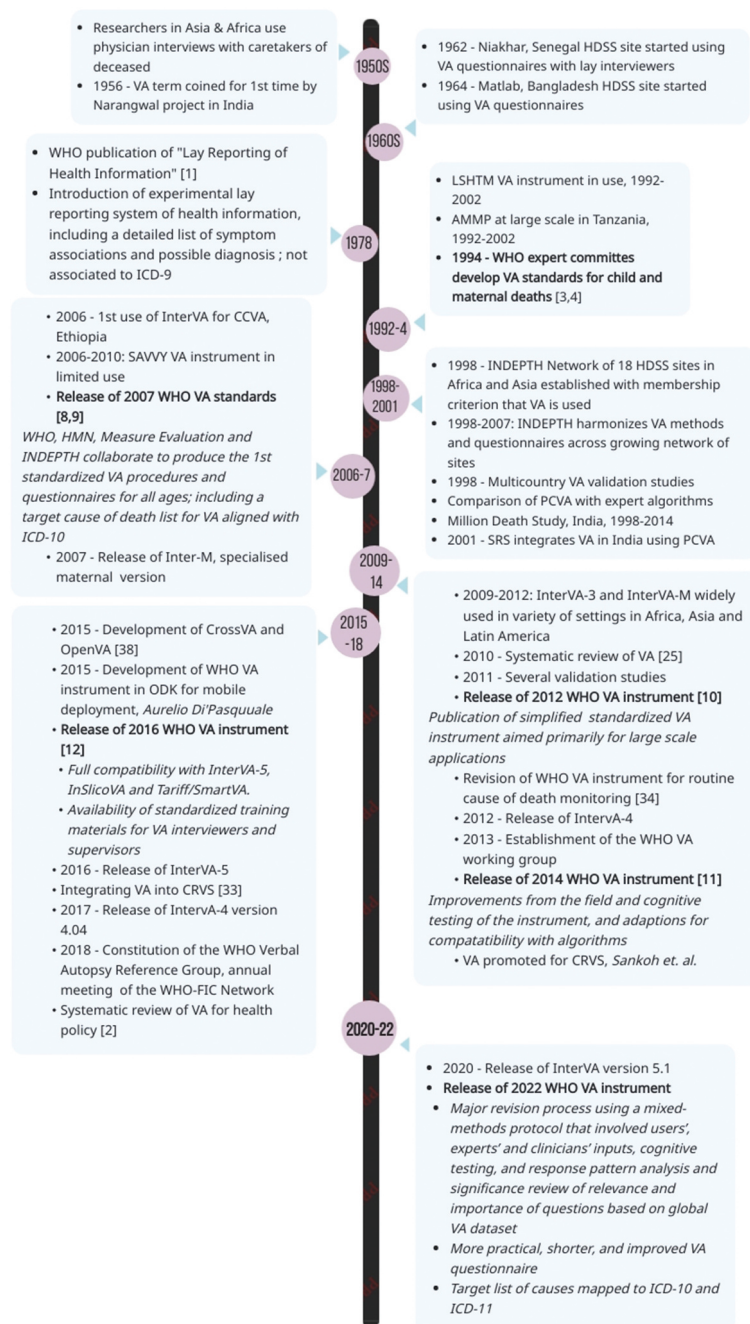 • Researchers in Asia & Africa use
physician interviews with caretakers of
deceased
• 1956 - VA term coined for 1st time by
Narangwal project in India
1950S
• 1962 - Niakhar, Senegal HDSS site started using
VA questionnaires with lay interviewers
• 1964 - Matlab, Bangladesh HDSS site started
using VA questionnaires
1960S
• WHO publication of "Lay Reporting of
Health Information" [1]
• Introduction of experimental lay
reporting system of health information,
including a detailed list of symptom
associations and possible diagnosis ; not
associated to ICD-9
1978
• LSHTM VA instrument in use, 1992-
2002
• AMMP at large scale in Tanzania,
1992-2002
• 1994 - WHO expert committes
develop VA standards for child and
maternal deaths [3,4]
1992-4
• 1998 - INDEPTH Network of 18 HDSS sites in
Africa and Asia established with membership
criterion that VA is used
• 1998-2007: INDEPTH harmonizes VA methods
and questionnaires across growing network of
sites
• 1998 - Multicountry VA validation studies
• Comparison of PCVA with expert algorithms
• Million Death Study, India, 1998-2014
• 2001 - SRS integrates VA in India using PCVA
1998-
2001
• 2006 - 1st use of InterVA for CCVA,
Ethiopia
• 2006-2010: SAVVY VA instrument in
limited use
• Release of 2007 WHO VA standards
[8,9]
WHO, HMN, Measure Evaluation and
INDEPTH collaborate to produce the 1st
standardized VA procedures and
questionnaires for all ages; including a
target cause of death list for VA aligned with
ICD-10
• 2007 - Release of Inter-M, specialised
maternal version
2006-7
2009-
14
• 2009-2012: InterVA-3 and InterVA-M widely
used in variety of settings in Africa, Asia and
Latin America
• 2010 - Systematic review of VA [25]
• 2011 - Several validation studies
• Release of 2012 WHO VA instrument [10]
Publication of simplified standardized VA
instrument aimed primarily for large scale
applications
• Revision of WHO VA instrument for routine
cause of death monitoring [34]
• 2012 - Release of IntervA-4
• 2013 - Establishment of the WHO VA
working group
• Release of 2014 WHO VA instrument [11]
Improvements from the field and cognitive
testing of the instrument, and adaptions for
compatatibility with algorithms
• VA promoted for CRVS, Sankoh et. al.
2015
-18
• 2015 - Development of CrossVA and
OpenVA [38]
• 2015 - Development of WHO VA
instrument in ODK for mobile
deployment, Aurelio Di'Pasquuale
• Release of 2016 WHO VA instrument
[12]
• Full compatibility with InterVA-5,
InSlicoVA and Tariff/SmartVA.
• Availability of standardized training
materials for VA interviewers and
supervisors
• 2016 - Release of InterVA-5
• Integrating VA into CRVS [33]
• 2017 - Release of IntervA-4 version
4.04
• 2018 - Constitution of the WHO Verbal
Autopsy Reference Group, annual
meeting of the WHO-FIC Network
• Systematic review of VA for health
policy [2]
2020-22
• 2020 - Release of InterVA version 5.1
• Release of 2022 WHO VA instrument
• Major revision process using a mixed-
methods protocol that involved users',
experts' and clinicians' inputs, cognitive
testing, and response pattern analysis and
significance review of relevance and
importance of questions based on global
VA dataset
• More practical, shorter, and improved VA
questionnaire
• Target list of causes mapped to ICD-10 and
ICD-11